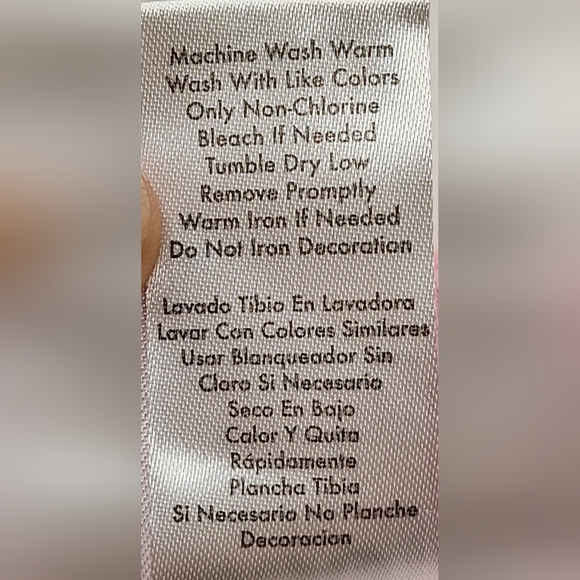 Machine Wash Warm
Wash With Like Colors
Only Non-Chlorine
Bleach If Needed
Tumble Dry Low
Remove Promptly
Warm Iron If Needed
Do Not Iron Decoration
Lavado Tibio En Lavadora
Lavar Con Colores Similares
Usar Blanqueador Sin
Cloro Si Necesario
Seco En Bajo
Calor Y Quita
Rápidamente
Plancha Tibia
Si Necesario No Planche
Decoracion